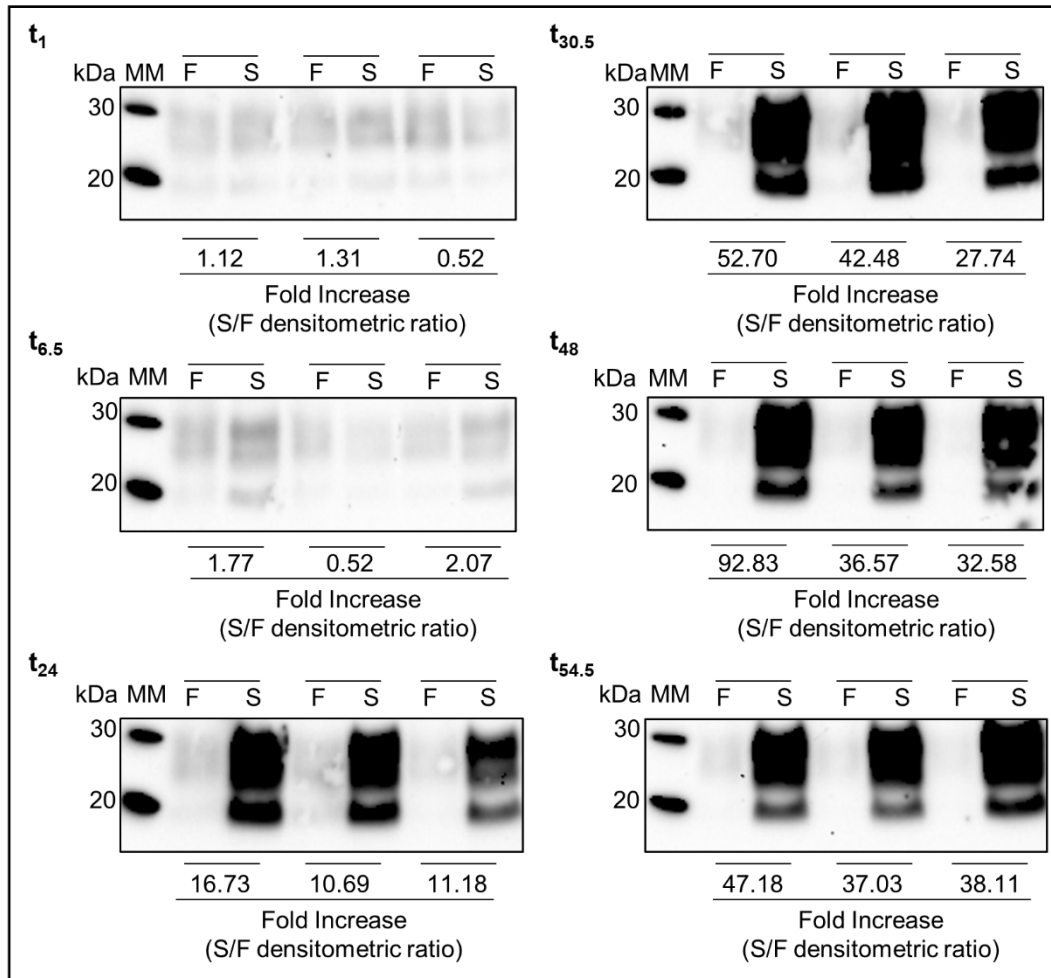 t1
F S F S F S
kDa MM
30
20
1.12 1.31 0.52
Fold Increase
(S/F densitometric ratio)
t6.5
F S F S F S
kDa MM
30
20
1.77 0.52 2.07
Fold Increase
(S/F densitometric ratio)
t24
F S F S F S
kDa MM
30
20
16.73 10.69 11.18
Fold Increase
(S/F densitometric ratio)
t30.5
F S F S F S
kDa MM
30
20
52.70 42.48 27.74
Fold Increase
(S/F densitometric ratio)
t48
F S F S F S
kDa MM
30
20
92.83 36.57 32.58
Fold Increase
(S/F densitometric ratio)
t54.5
F S F S F S
kDa MM
30
20
47.18 37.03 38.11
Fold Increase
(S/F densitometric ratio)